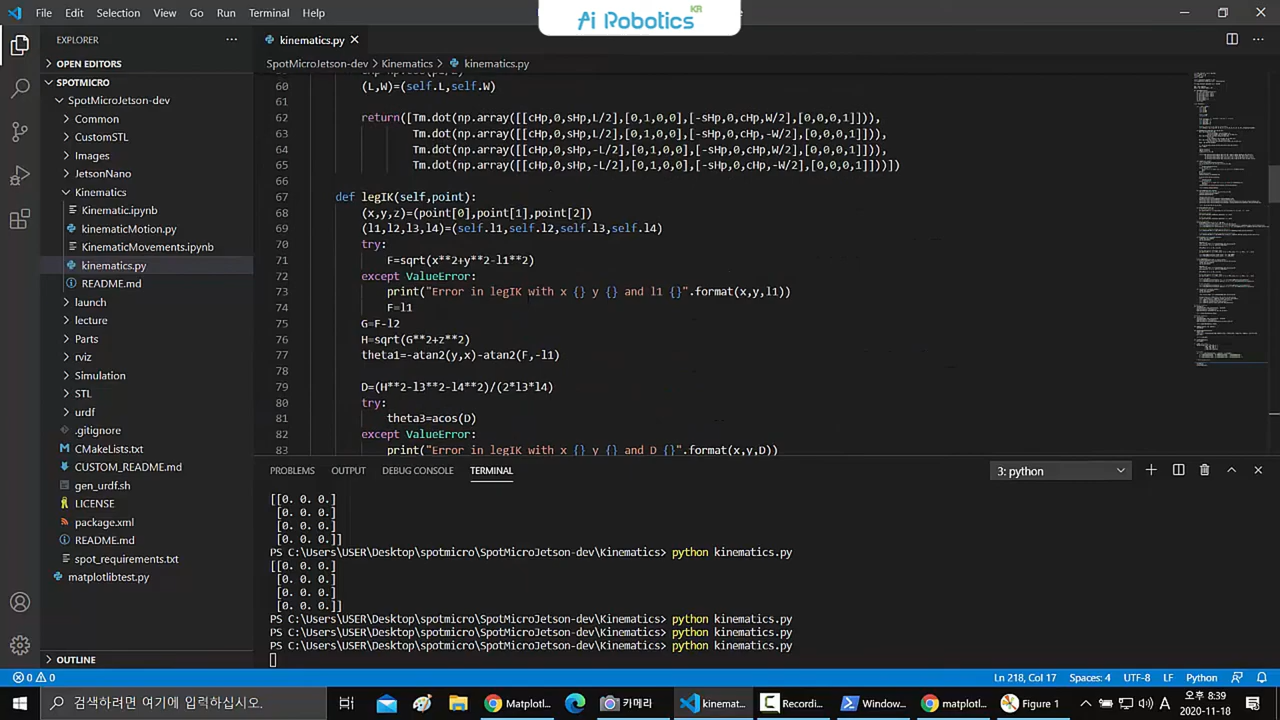 File Edit Selection View Go Run Terminal Help
Ai Robotics KR
EXPLORER
kinematics.py
OPEN EDITORS
SpotMicroJetson-dev > Kinematics > kinematics.py
SPOTMICRO
SpotMicroJetson-dev
Common
CustomSTL
Images
JetsonNano
Kinematics
Kinematic.ipynb
kinematicMotion.py
KinematicMovements.ipynb
kinematics.py
README.md
launch
lecture
Parts
rviz
Simulation
STL
urdf
.gitignore
CMakeLists.txt
CUSTOM_README.md
gen_urdf.sh
LICENSE
package.xml
README.md
spot_requirements.txt
matplotlibtest.py
OUTLINE
60 (L,W)=(self.L,self.W)
61
62 return([Tm.dot(np.array([[cHp,0,sHp,L/2],[0,1,0,0],[-sHp,0,cHp,W/2],[0,0,0,1]])),
63 Tm.dot(np.array([[cHp,0,sHp,L/2],[0,1,0,0],[-sHp,0,cHp,-W/2],[0,0,0,1]])),
64 Tm.dot(np.array([[cHp,0,sHp,-L/2],[0,1,0,0],[-sHp,0,cHp,W/2],[0,0,0,1]])),
65 Tm.dot(np.array([[cHp,0,sHp,-L/2],[0,1,0,0],[-sHp,0,cHp,-W/2],[0,0,0,1]]))])
66
67 def legIK(self,point):
68 (x,y,z)=(point[0],point[1],point[2])
69 (l1,l2,l3,l4)=(self.l1,self.l2,self.l3,self.l4)
70 try:
71 F=sqrt(x**2+y**2-l1**2)
72 except ValueError:
73 print("Error in legIK with x {} y {} and l1 {}".format(x,y,l1))
74 F=l1
75 G=F-l2
76 H=sqrt(G**2+z**2)
77 theta1=-atan2(y,x)-atan2(F,-l1)
78
79 D=(H**2-l3**2-l4**2)/(2*l3*l4)
80 try:
81 theta3=acos(D)
82 except ValueError:
83 print("Error in legIK with x {} y {} and D {}".format(x,y,D))
PROBLEMS OUTPUT DEBUG CONSOLE TERMINAL 3: python
[[0. 0. 0.]
[0. 0. 0.]
[0. 0. 0.]
[0. 0. 0.]]
PS C:\Users\USER\Desktop\spotmicro\SpotMicroJetson-dev\Kinematics> python kinematics.py
[[0. 0. 0.]
[0. 0. 0.]
[0. 0. 0.]
[0. 0. 0.]]
PS C:\Users\USER\Desktop\spotmicro\SpotMicroJetson-dev\Kinematics> python kinematics.py
PS C:\Users\USER\Desktop\spotmicro\SpotMicroJetson-dev\Kinematics> python kinematics.py
PS C:\Users\USER\Desktop\spotmicro\SpotMicroJetson-dev\Kinematics> python kinematics.py
0 0 Ln 218, Col 17 Spaces: 4 UTF-8 LF Python
검색하려면 여기에 입력하십시오. Matplotl... 카메라 kinemat... Recordi... Window... matplotl... Figure 1 A 오후 8:39
2020-11-18